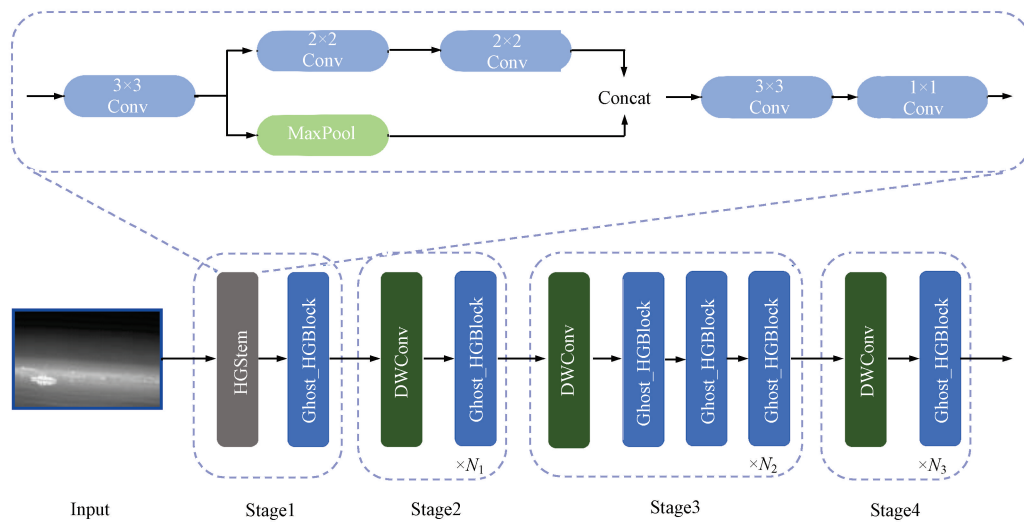 2×2
Conv
2×2
Conv
3×3
Conv
Concat
3×3
Conv
1×1
Conv
MaxPool
HGStem
Ghost_HGBlock
DWConv
Ghost_HGBlock
DWConv
Ghost_HGBlock
Ghost_HGBlock
Ghost_HGBlock
DWConv
Ghost_HGBlock
×N₁
×N₂
×N₃
Input
Stage1
Stage2
Stage3
Stage4